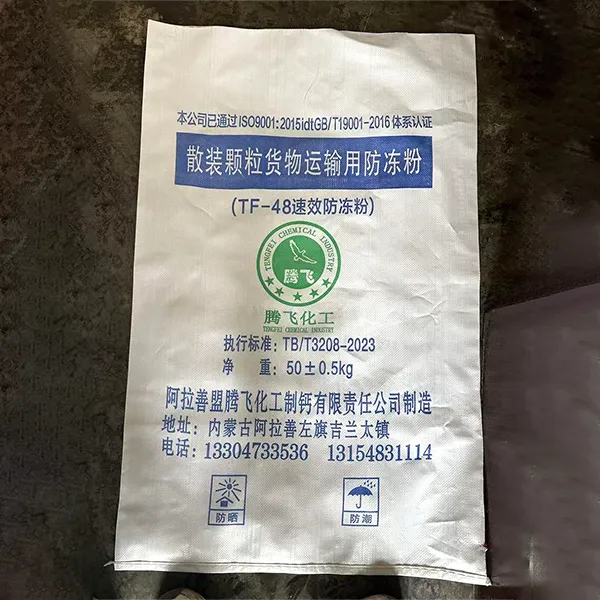 本公司已通过ISO9001:2015idtGB/T19001-2016体系认证
散装颗粒货物运输用防冻粉
(TF-48速效防冻粉)
TENGFEI CHEMICAL INDUSTRY
腾飞
腾飞化工
TENGFEI CHEMICAL INDUSTRY
执行标准: TB/T3208-2023
净 重: 50±0.5kg
阿拉善盟腾飞化工制钙有限责任公司制造
地址: 内蒙古阿拉善左旗吉兰太镇
电话: 13304733536 13154831114
防晒 防潮